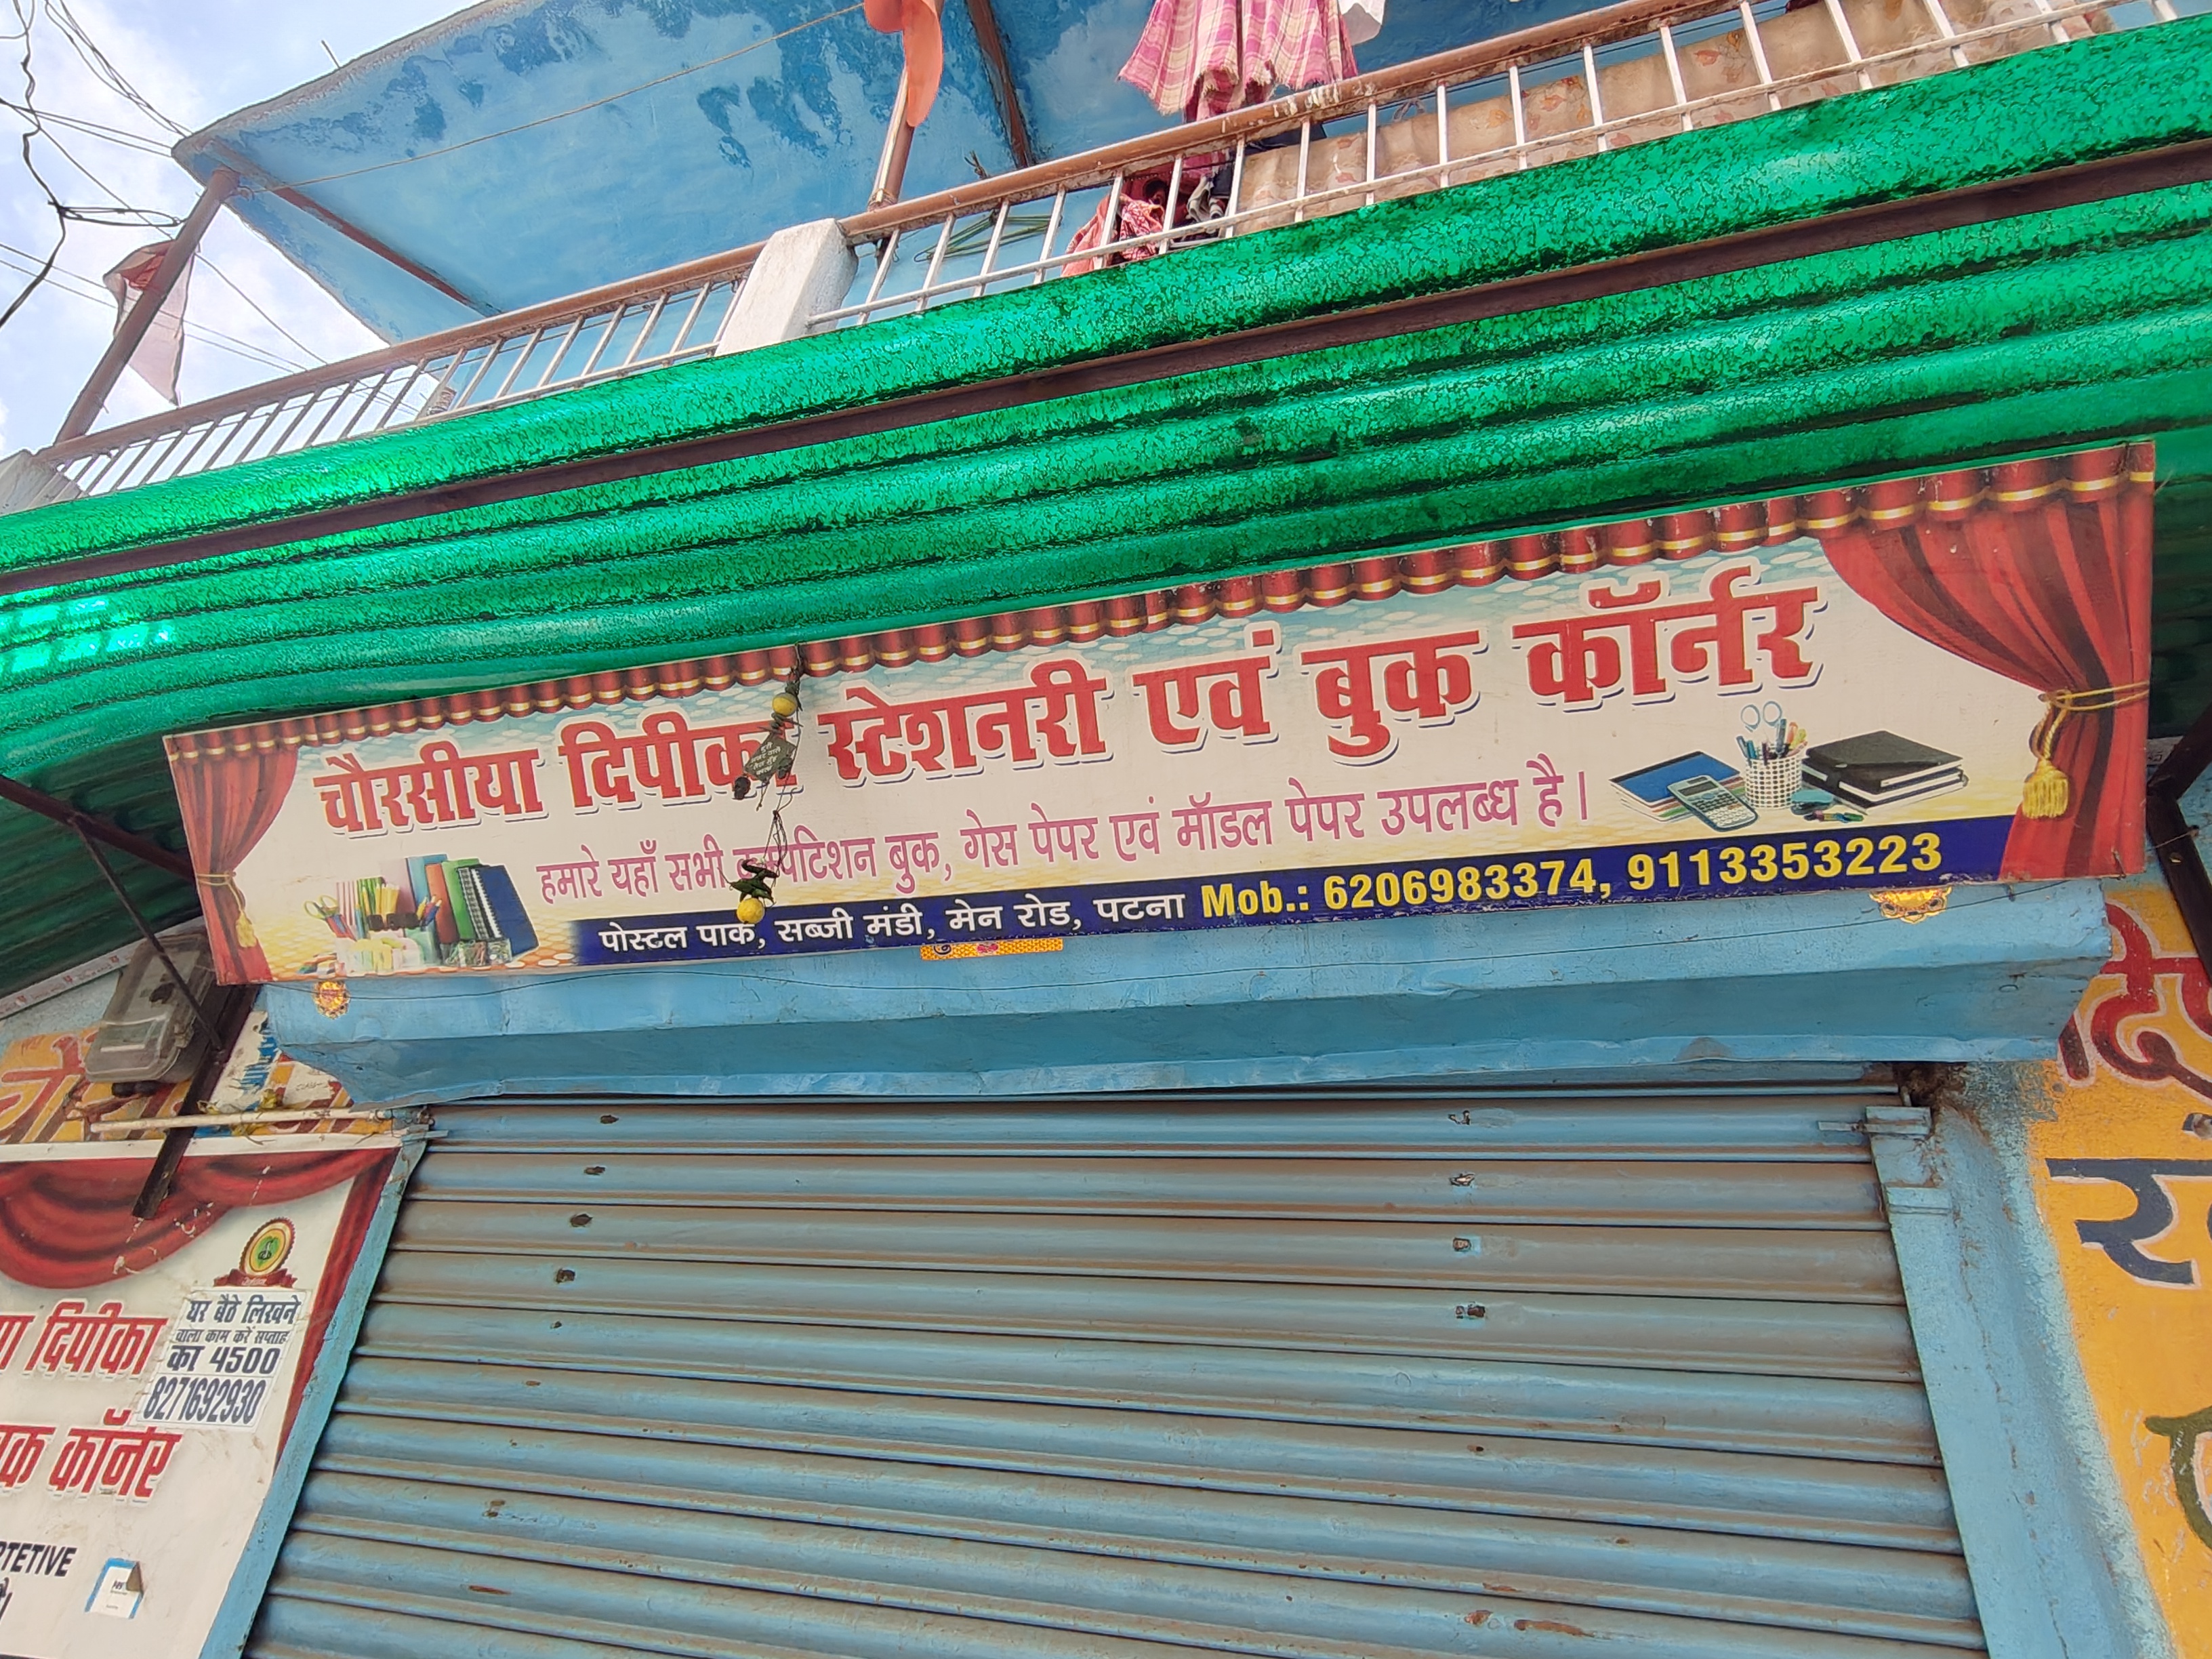 चौरसीया दिपीका स्टेशनरी एवं बुक कॉर्नर
हमारे यहाँ सभी कम्पटिशन बुक, गेस पेपर एवं मॉडल पेपर उपलब्ध है।
पोस्टल पार्क, सब्जी मंडी, मेन रोड, पटना Mob.: 6206983374, 9113353223
घर बैठे लिखने
वाला काम करें सप्ताह
का 4500
8271692930
दिपीका
कॉर्नर